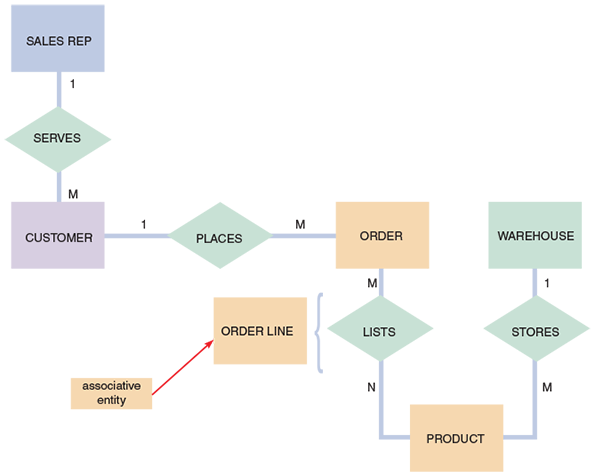 SALES REP
1
SERVES
M
CUSTOMER
1
PLACES
M
ORDER
WAREHOUSE
M
1
ORDER LINE
LISTS
STORES
associative
entity
N
M
PRODUCT